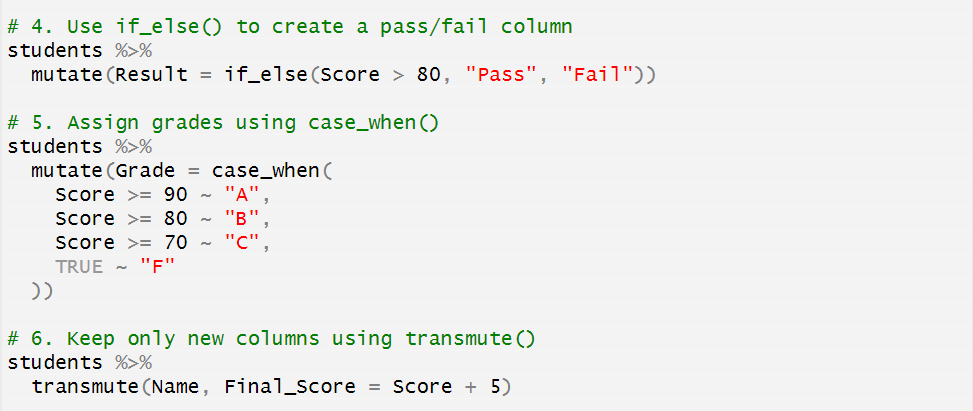 # 4. Use if_else() to create a pass/fail column
students %>%
  mutate(Result = if_else(Score > 80, "Pass", "Fail"))

# 5. Assign grades using case_when()
students %>%
  mutate(Grade = case_when(
    Score >= 90 ~ "A",
    Score >= 80 ~ "B",
    Score >= 70 ~ "C",
    TRUE ~ "F"
  ))

# 6. Keep only new columns using transmute()
students %>%
  transmute(Name, Final_Score = Score + 5)